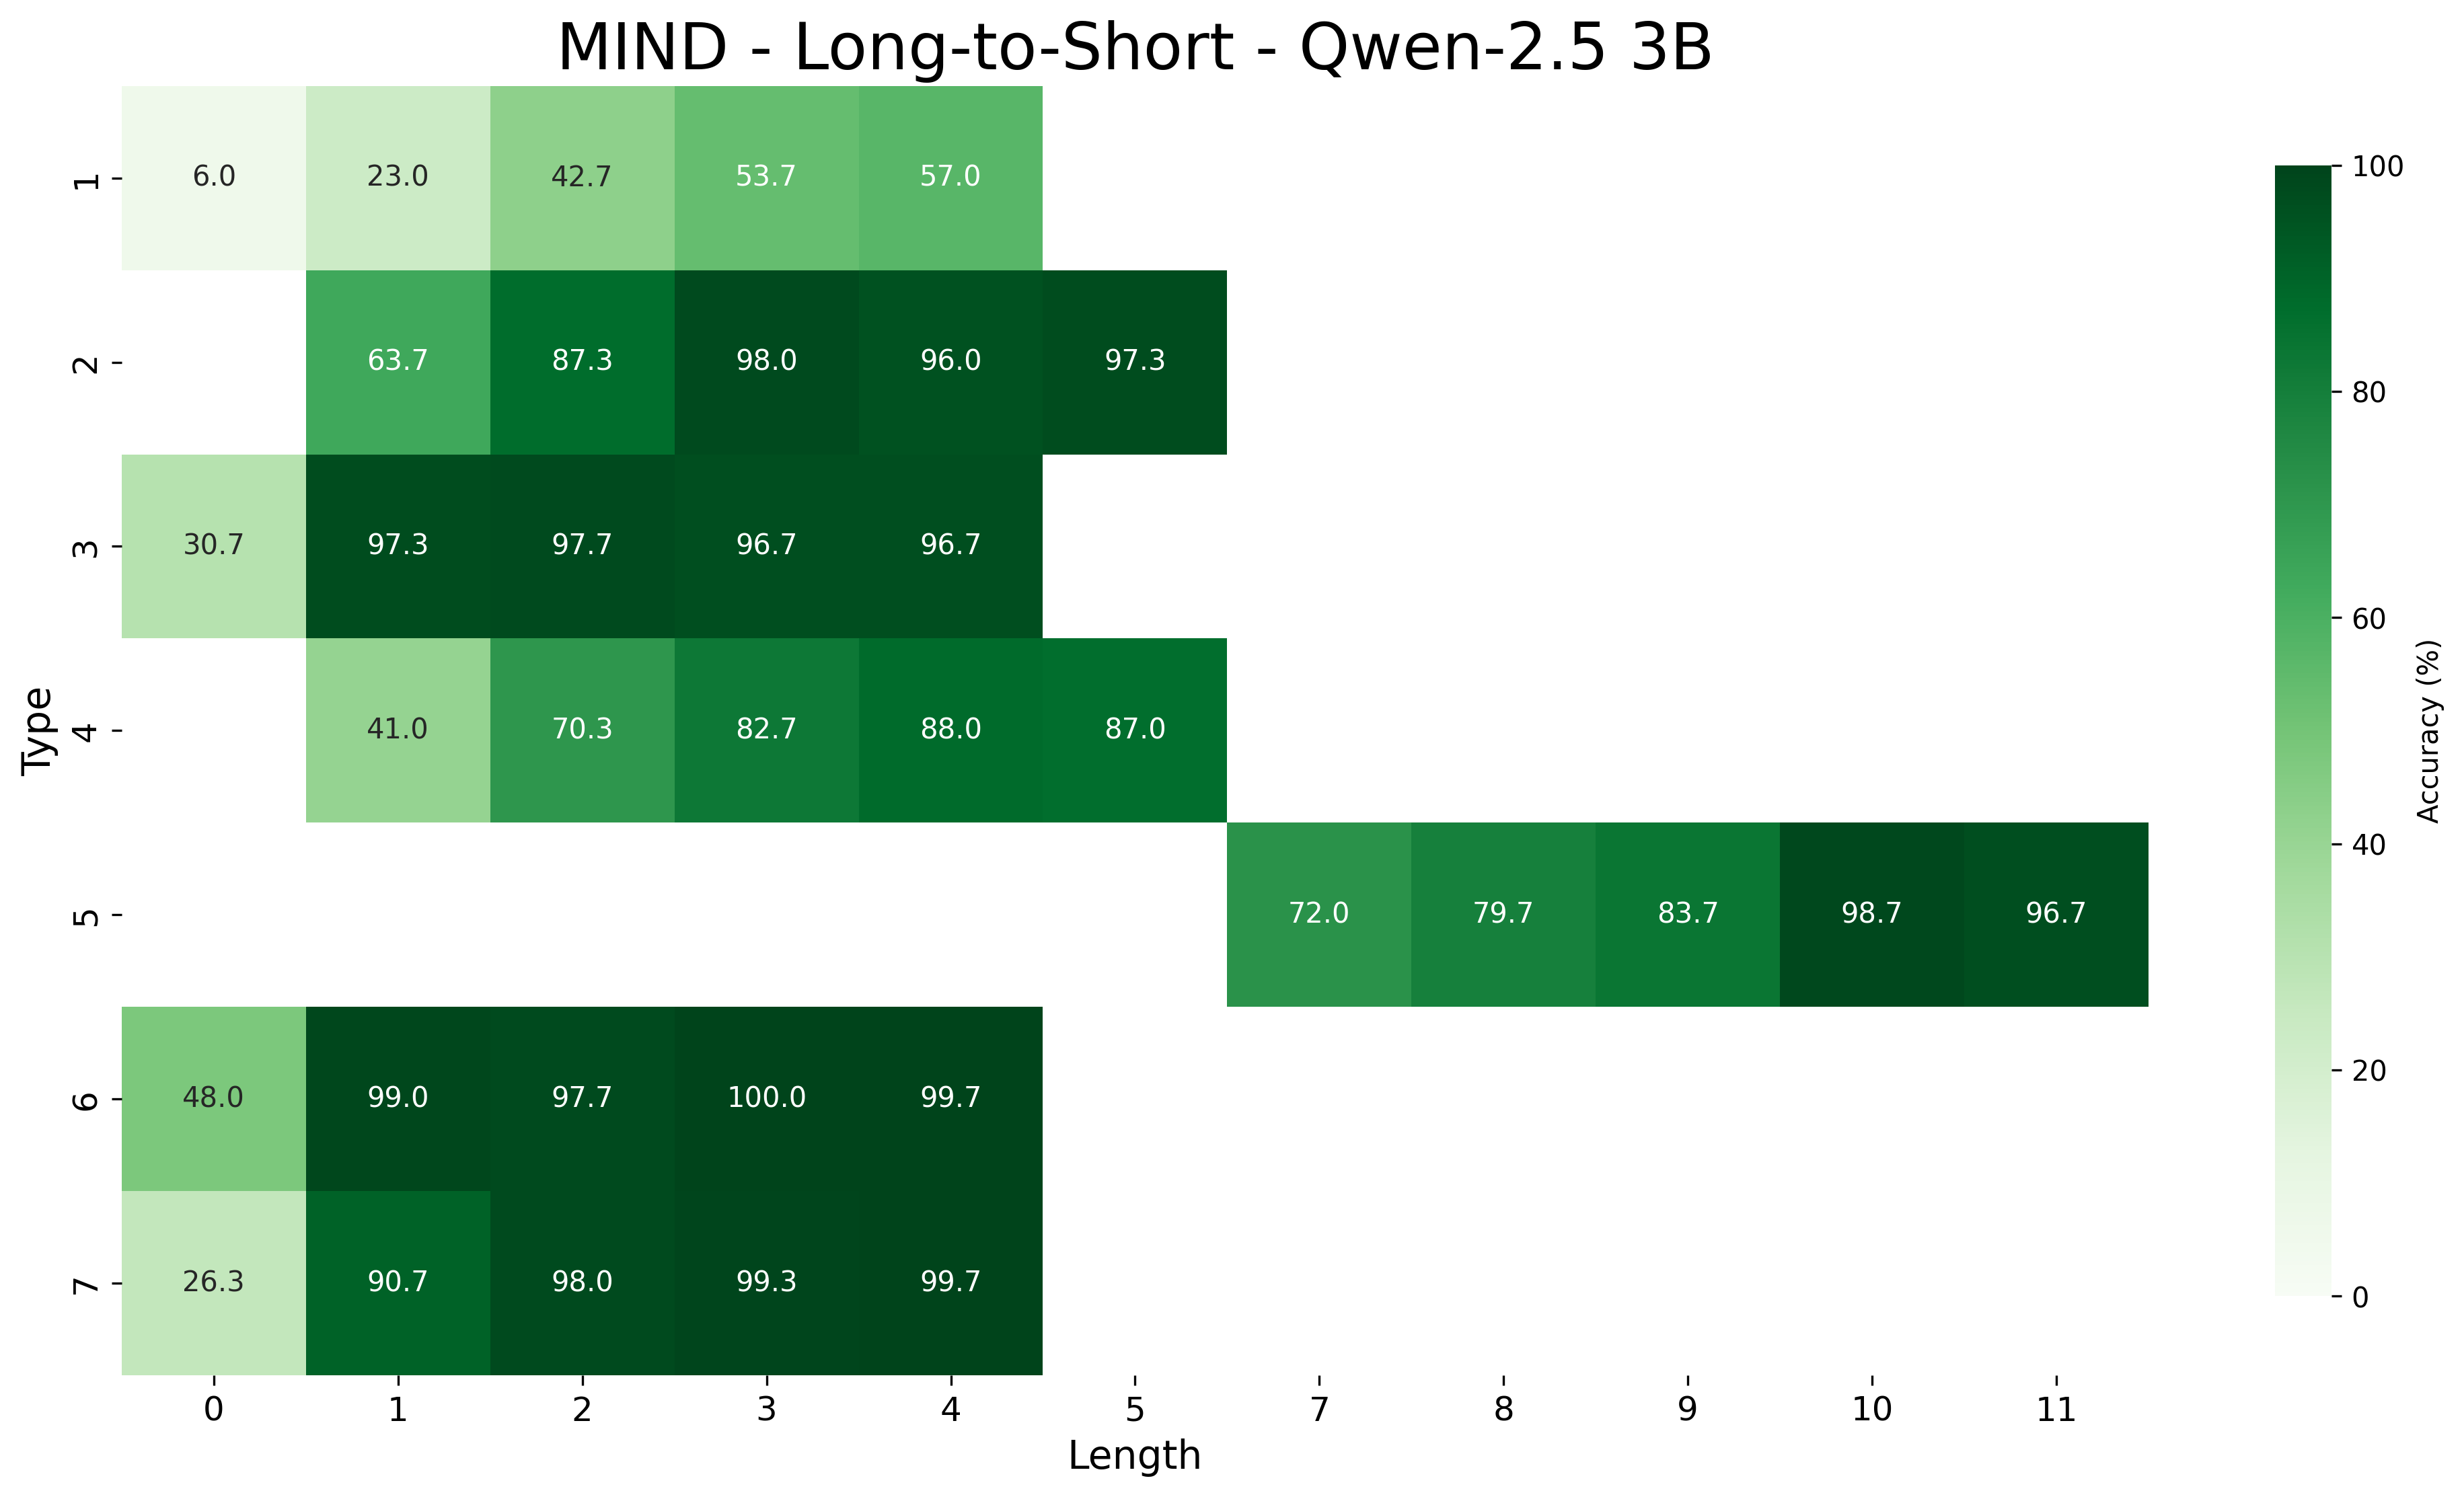 MIND - Long-to-Short - Qwen-2.5 3B
1 6.0 23.0 42.7 53.7 57.0
2 63.7 87.3 98.0 96.0 97.3
3 30.7 97.3 97.7 96.7 96.7
4 41.0 70.3 82.7 88.0 87.0
5 72.0 79.7 83.7 98.7 96.7
6 48.0 99.0 97.7 100.0 99.7
7 26.3 90.7 98.0 99.3 99.7
Type
0 1 2 3 4 5 7 8 9 10 11
Length
100
80
60
40
20
0
Accuracy (%)